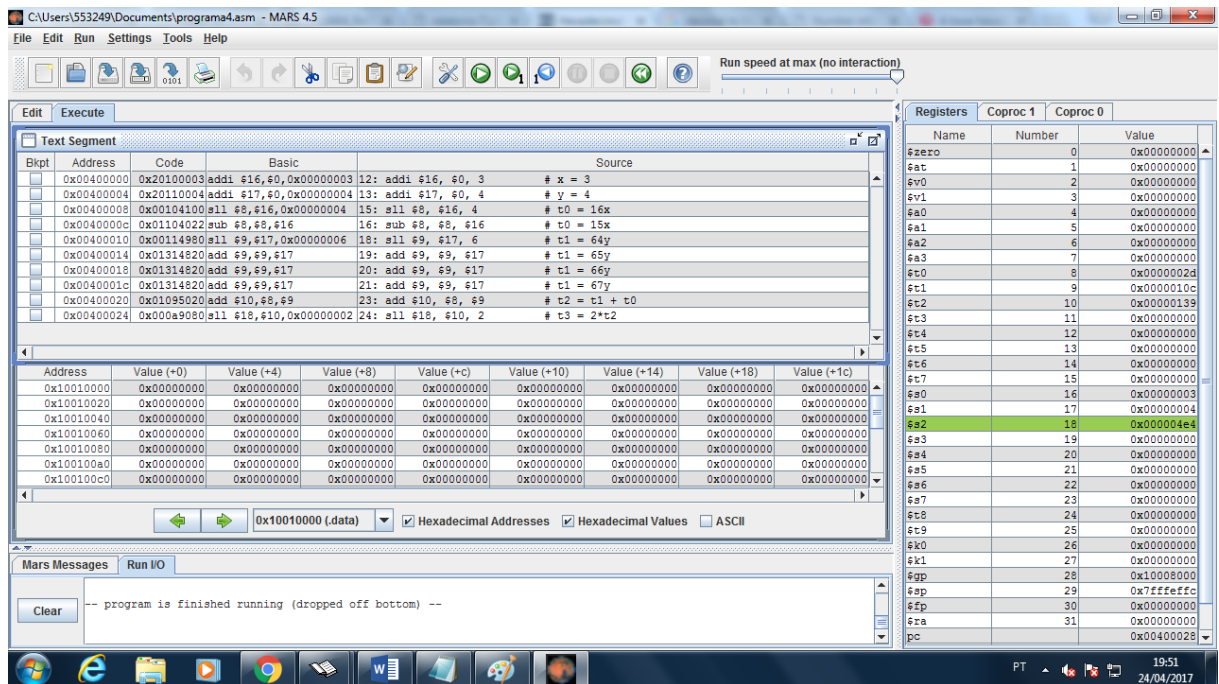 C:\Users\553249\Documents\programa4.asm - MARS 4.5
File Edit Run Settings Tools Help
Run speed at max (no interaction)
Edit Execute
Text Segment
Bkpt Address Code Basic Source
0x00400000 0x20100003 addi $16,$0,0x00000003 12: addi $16, $0, 3 # x = 3
0x00400004 0x20110004 addi $17,$0,0x00000004 13: addi $17, $0, 4 # y = 4
0x00400008 0x00104100 sll $8,$16,0x00000004 15: sll $8, $16, 4 # t0 = 16x
0x0040000c 0x01104022 sub $8,$8,$16 16: sub $8, $8, $16 # t0 = 15x
0x00400010 0x00114980 sll $9,$17,0x00000006 18: sll $9, $17, 6 # t1 = 64y
0x00400014 0x01314820 add $9,$9,$17 19: add $9, $9, $17 # t1 = 65y
0x00400018 0x01314820 add $9,$9,$17 20: add $9, $9, $17 # t1 = 66y
0x0040001c 0x01314820 add $9,$9,$17 21: add $9, $9, $17 # t1 = 67y
0x00400020 0x01095020 add $10,$8,$9 23: add $10, $8, $9 # t2 = t1 + t0
0x00400024 0x000a9080 sll $18,$10,0x00000002 24: sll $18, $10, 2 # t3 = 2*t2
Address Value (+0) Value (+4) Value (+8) Value (+c) Value (+10) Value (+14) Value (+18) Value (+1c)
0x10010000 0x00000000 0x00000000 0x00000000 0x00000000 0x00000000 0x00000000 0x00000000 0x00000000
0x10010020 0x00000000 0x00000000 0x00000000 0x00000000 0x00000000 0x00000000 0x00000000 0x00000000
0x10010040 0x00000000 0x00000000 0x00000000 0x00000000 0x00000000 0x00000000 0x00000000 0x00000000
0x10010060 0x00000000 0x00000000 0x00000000 0x00000000 0x00000000 0x00000000 0x00000000 0x00000000
0x10010080 0x00000000 0x00000000 0x00000000 0x00000000 0x00000000 0x00000000 0x00000000 0x00000000
0x100100a0 0x00000000 0x00000000 0x00000000 0x00000000 0x00000000 0x00000000 0x00000000 0x00000000
0x100100c0 0x00000000 0x00000000 0x00000000 0x00000000 0x00000000 0x00000000 0x00000000 0x00000000
0x10010000 (.data) Hexadecimal Addresses Hexadecimal Values ASCII
Mars Messages Run I/O
Clear
-- program is finished running (dropped off bottom) --
Registers Coproc 1 Coproc 0
Name Number Value
$zero 0 0x00000000
$at 1 0x00000000
$v0 2 0x00000000
$v1 3 0x00000000
$a0 4 0x00000000
$a1 5 0x00000000
$a2 6 0x00000000
$a3 7 0x00000000
$t0 8 0x0000002d
$t1 9 0x0000010c
$t2 10 0x00000139
$t3 11 0x00000000
$t4 12 0x00000000
$t5 13 0x00000000
$t6 14 0x00000000
$t7 15 0x00000000
$s0 16 0x00000003
$s1 17 0x00000004
$s2 18 0x000004e4
$s3 19 0x00000000
$s4 20 0x00000000
$s5 21 0x00000000
$s6 22 0x00000000
$s7 23 0x00000000
$t8 24 0x00000000
$t9 25 0x00000000
$k0 26 0x00000000
$k1 27 0x00000000
$gp 28 0x10008000
$sp 29 0x7fffeffc
$fp 30 0x00000000
$ra 31 0x00000000
pc 0x00400028
PT 19:51
24/04/2017